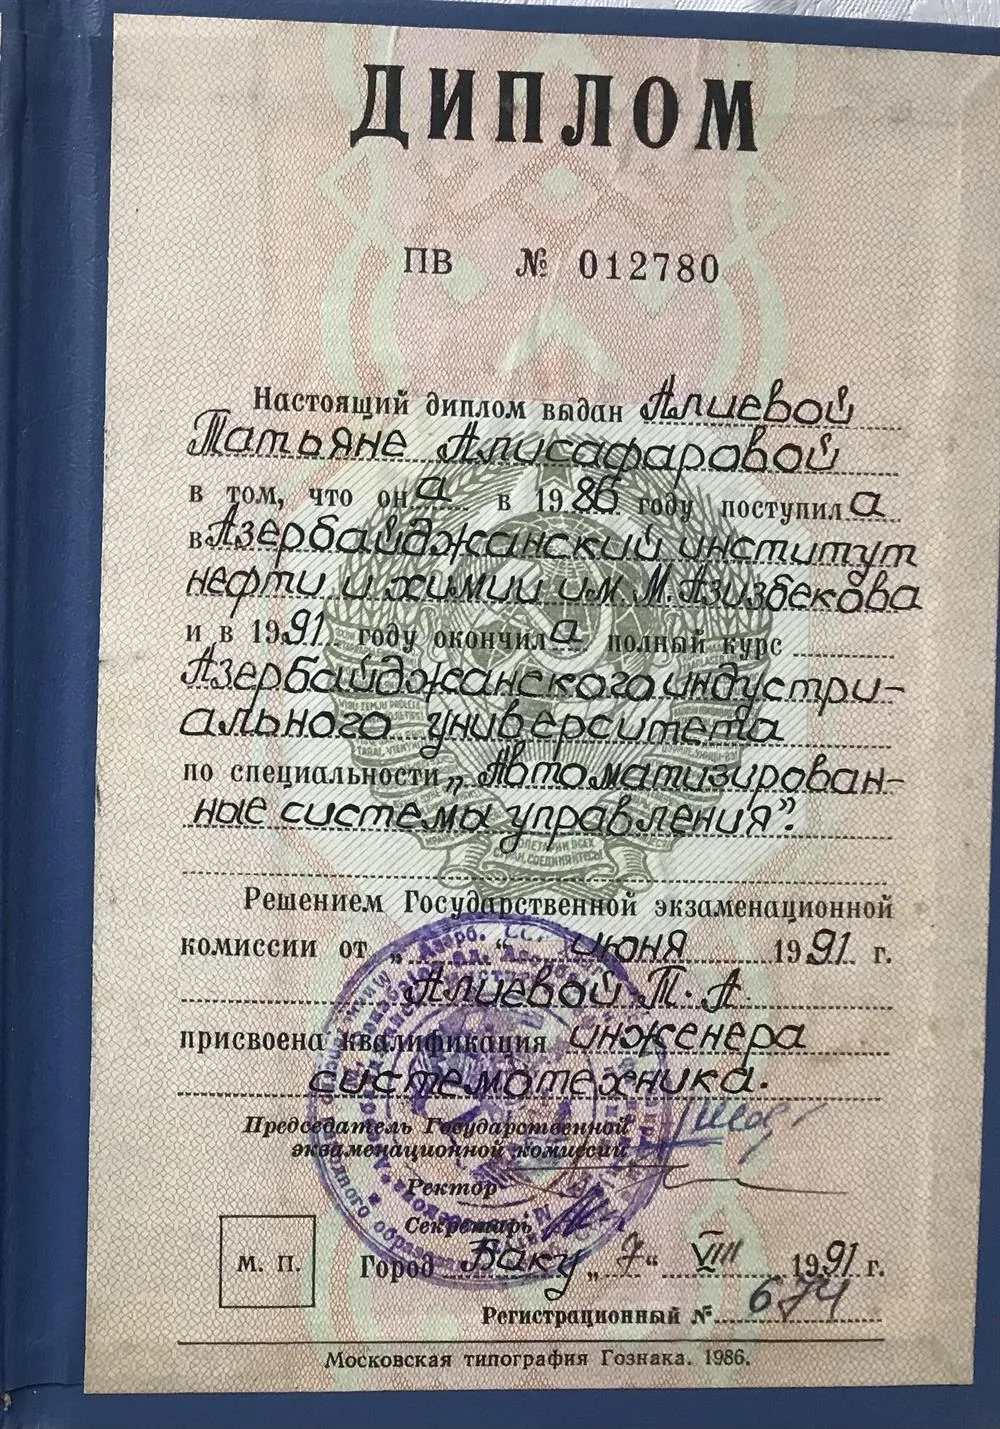 ДИПЛОМ
ПВ № 012780
Настоящий диплом выдан Алиевой
Татьяне Алисафаровой
в том, что она в 1986 году поступила
в Азербайджанский институт
нефти и химии им М. Азизбекова
и в 1991 году окончила полный курс
Азербайджанского индустри-
ального университета
по специальности „Автоматизирован-
ные системы управления”.
Решением Государственной экзаменационной
комиссии от „ “ июня 1991 г.
Алиевой Т. А.
присвоена квалификация инженера
системотехника.
Председатель Государственной
экзаменационной комиссии
Ректор
Секретарь
М. П.
Город Баку „7“ VIII 1991 г.
Регистрационный № 674
Московская типография Гознака. 1986.